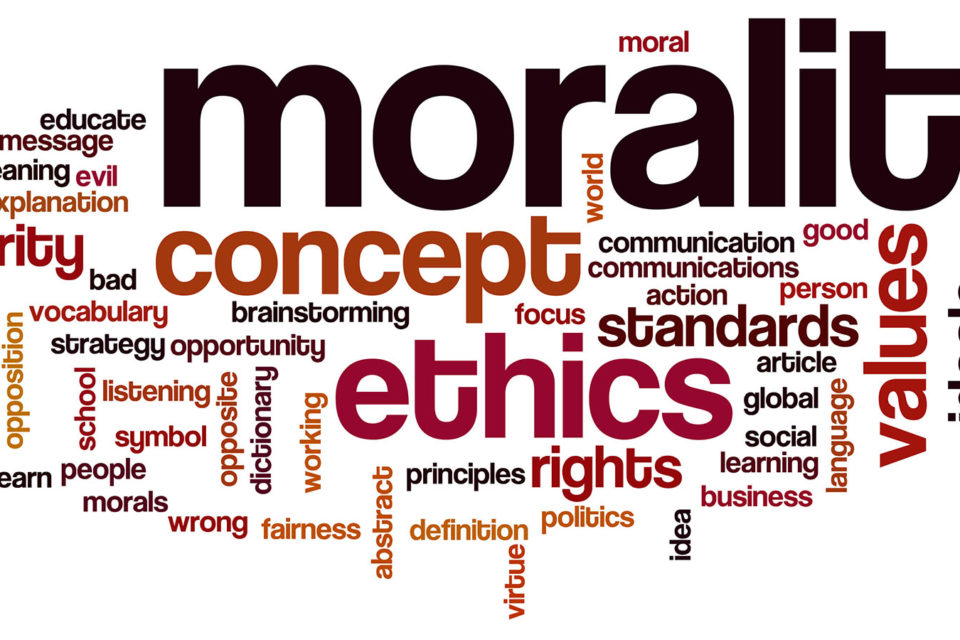 moral
moralit
educate
message
eaning
evil
xplanation
world
rity
concept
communication
good
communications
bad
action
person
values
vocabulary
brainstorming
focus
standards
opposition
strategy
opportunity
ethics
article
school
listening
opposite
dictionary
working
global
language
symbol
social
earn
people
principles
rights
learning
morals
abstract
business
wrong
fairness
definition
politics
idea
virtue